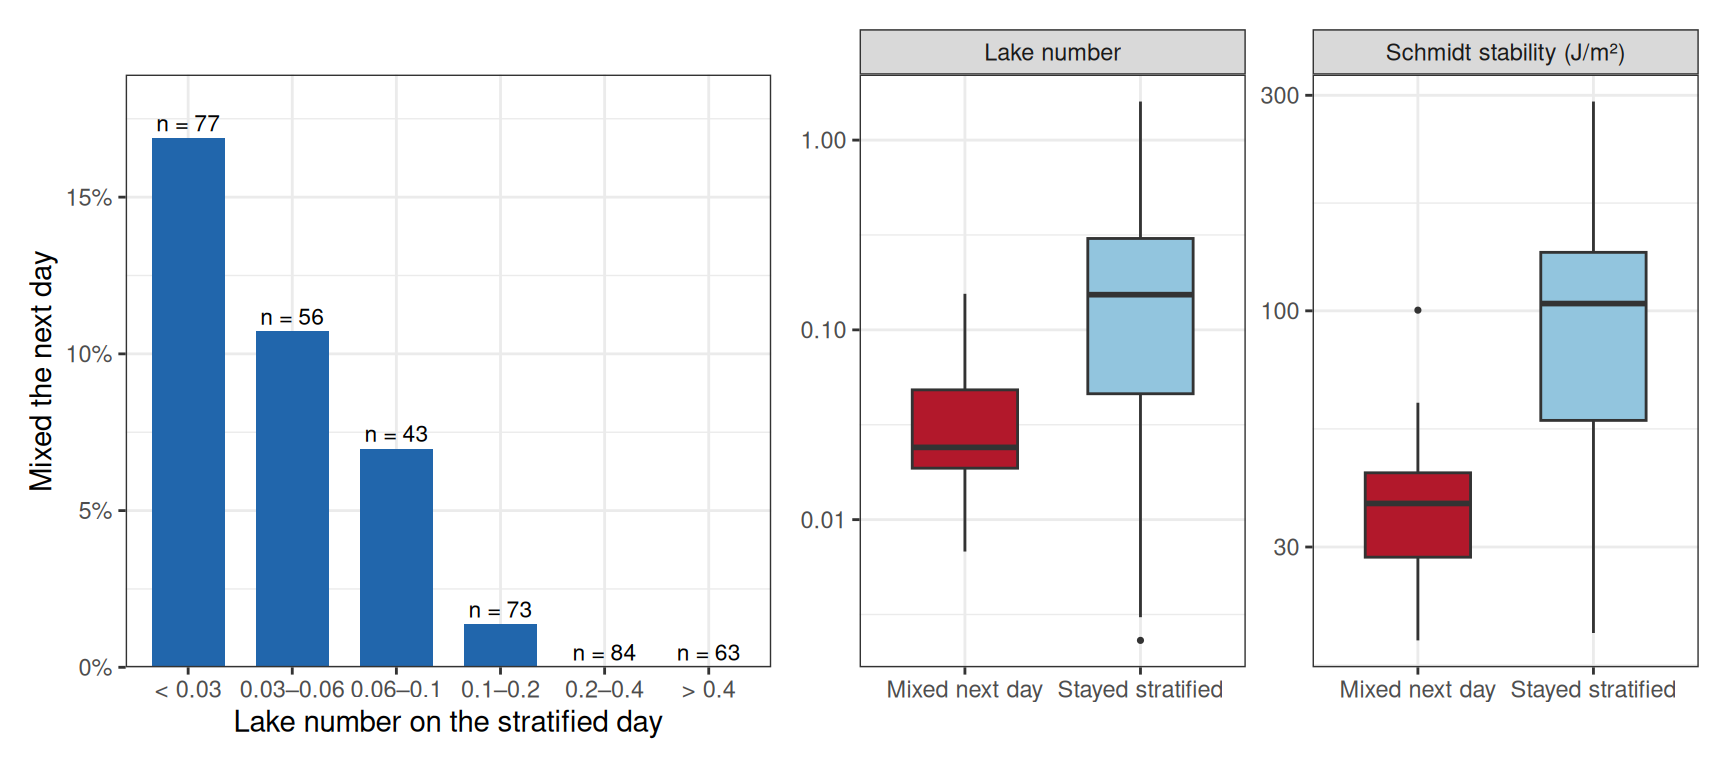 Mixed the next day
15%
10%
5%
0%
n = 77
n = 56
n = 43
n = 73
n = 84
n = 63
< 0.03
0.03–0.06
0.06–0.1
0.1–0.2
0.2–0.4
> 0.4
Lake number on the stratified day
Lake number
1.00
0.10
0.01
Mixed next day
Stayed stratified
Schmidt stability (J/m²)
300
100
30
Mixed next day
Stayed stratified